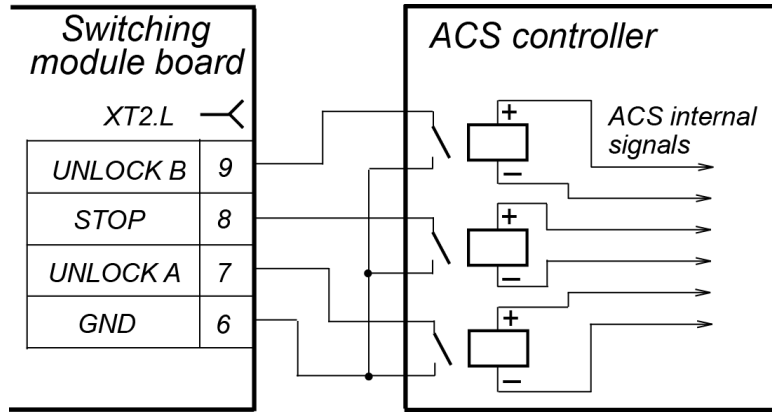 Switching
module board
XT2.L
UNLOCK B 9
STOP 8
UNLOCK A 7
GND 6
ACS controller
+
ACS internal
signals
−
+
−
+
−